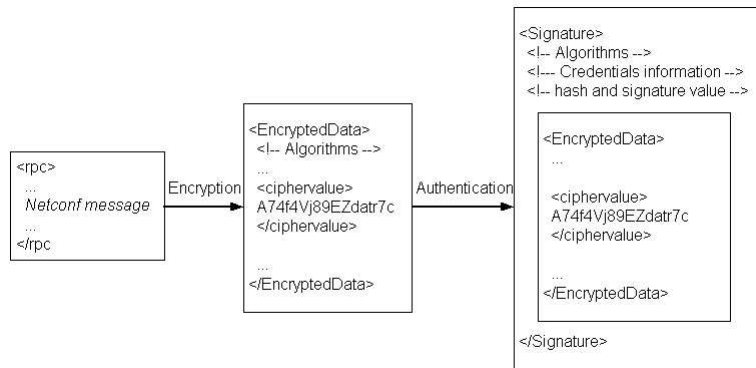 <rpc>
...
Netconf message
...
</rpc
Encryption
<EncryptedData>
<!-- Algorithms -->
...
<ciphervalue>
A74f4Vj89EZdatr7c
</ciphervalue>
...
</EncryptedData>
Authentication
<Signature>
<!-- Algorithms -->
<!--- Credentials information -->
<!-- hash and signature value -->
<EncryptedData>
...
<ciphervalue>
A74f4Vj89EZdatr7c
</ciphervalue>
...
</EncryptedData>
</Signature>